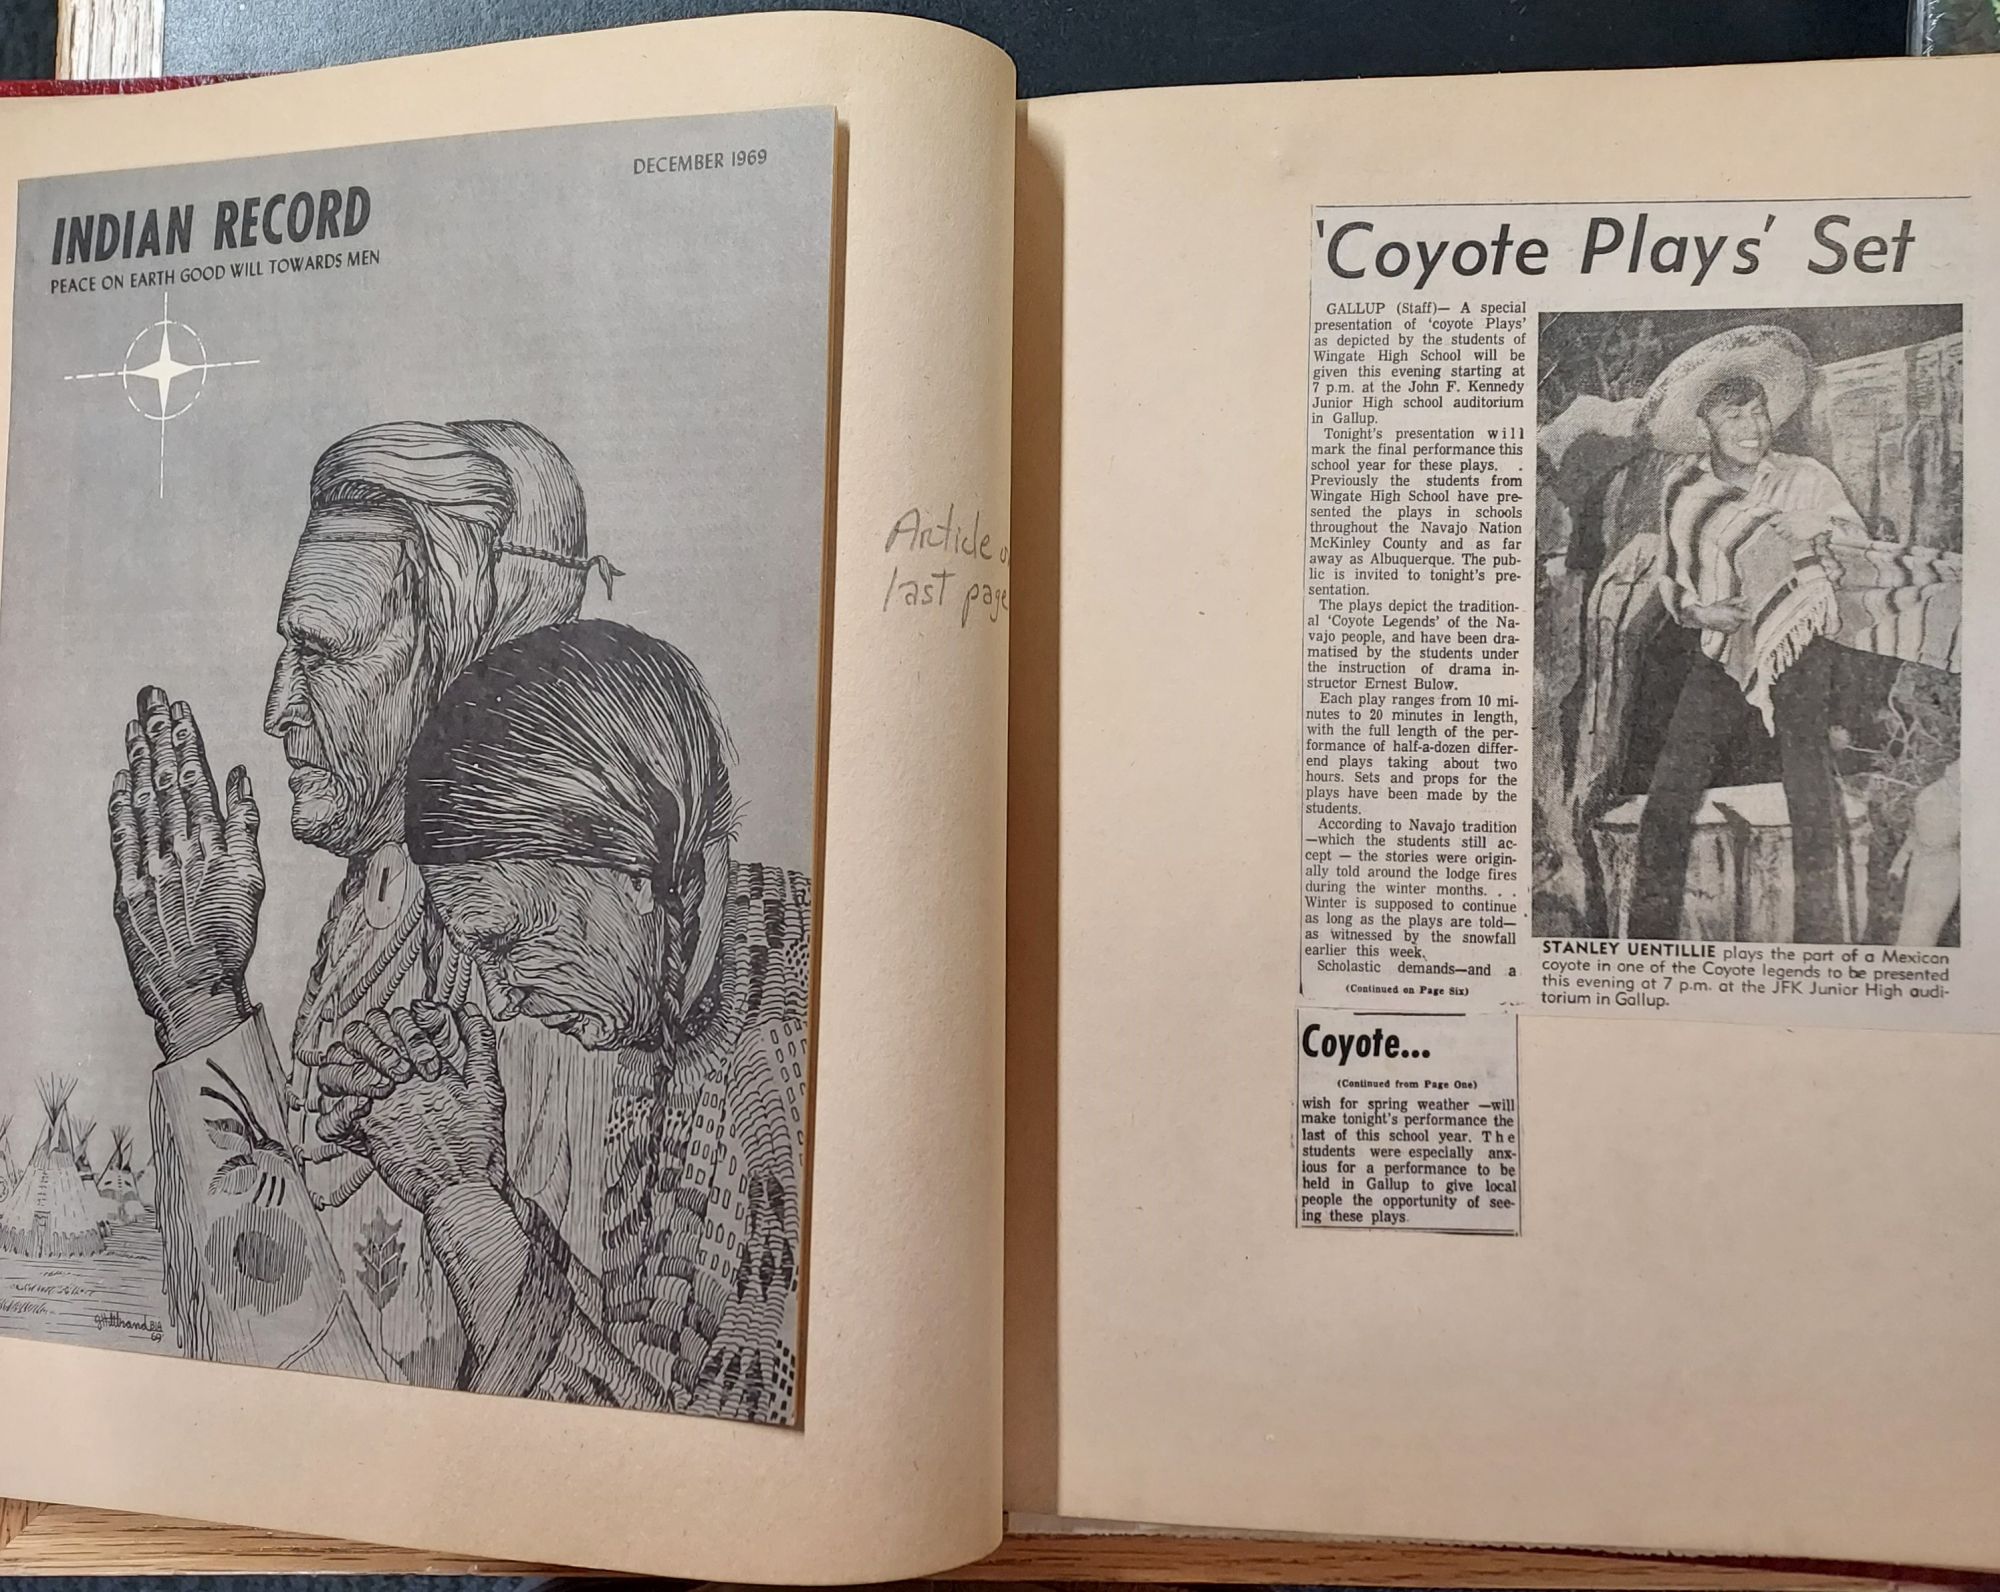 DECEMBER 1969
INDIAN RECORD
PEACE ON EARTH GOOD WILL TOWARDS MEN
BIA
69
Article
last page
'Coyote Plays' Set
GALLUP (Staff)— A special
presentation of 'coyote Plays'
as depicted by the students of
Wingate High School will be
given this evening starting at
7 p.m. at the John F. Kennedy
Junior High school auditorium
in Gallup.
Tonight's presentation will
mark the final performance this
school year for these plays. .
Previously the students from
Wingate High School have pre-
sented the plays in schools
throughout the Navajo Nation
McKinley County and as far
away as Albuquerque. The pub-
lic is invited to tonight's pre-
sentation.
The plays depict the tradition-
al 'Coyote Legends' of the Na-
vajo people, and have been dra-
matised by the students under
the instruction of drama in-
structor Ernest Bulow.
Each play ranges from 10 mi-
nutes to 20 minutes in length,
with the full length of the per-
formance of half-a-dozen differ-
end plays taking about two
hours. Sets and props for the
plays have been made by the
students.
According to Navajo tradition
—which the students still ac-
cept — the stories were origin-
ally told around the lodge fires
during the winter months. . .
Winter is supposed to continue
as long as the plays are told—
as witnessed by the snowfall
earlier this week.
Scholastic demands—and a
(Continued on Page Six)
STANLEY UENTILLIE plays the part of a Mexican
coyote in one of the Coyote legends to be presented
this evening at 7 p.m. at the JFK Junior High audi-
torium in Gallup.
Coyote...
(Continued from Page One)
wish for spring weather —will
make tonight's performance the
last of this school year. The
students were especially anx-
ious for a performance to be
held in Gallup to give local
people the opportunity of see-
ing these plays.